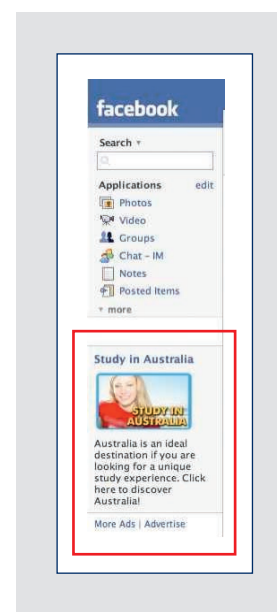 facebook
Search
Applications edit
Photos
Video
Groups
Chat – IM
Notes
Posted Items
more
Study in Australia
STUDY IN
AUSTRALIA
Australia is an ideal
destination if you are
looking for a unique
study experience. Click
here to discover
Australia!
More Ads | Advertise